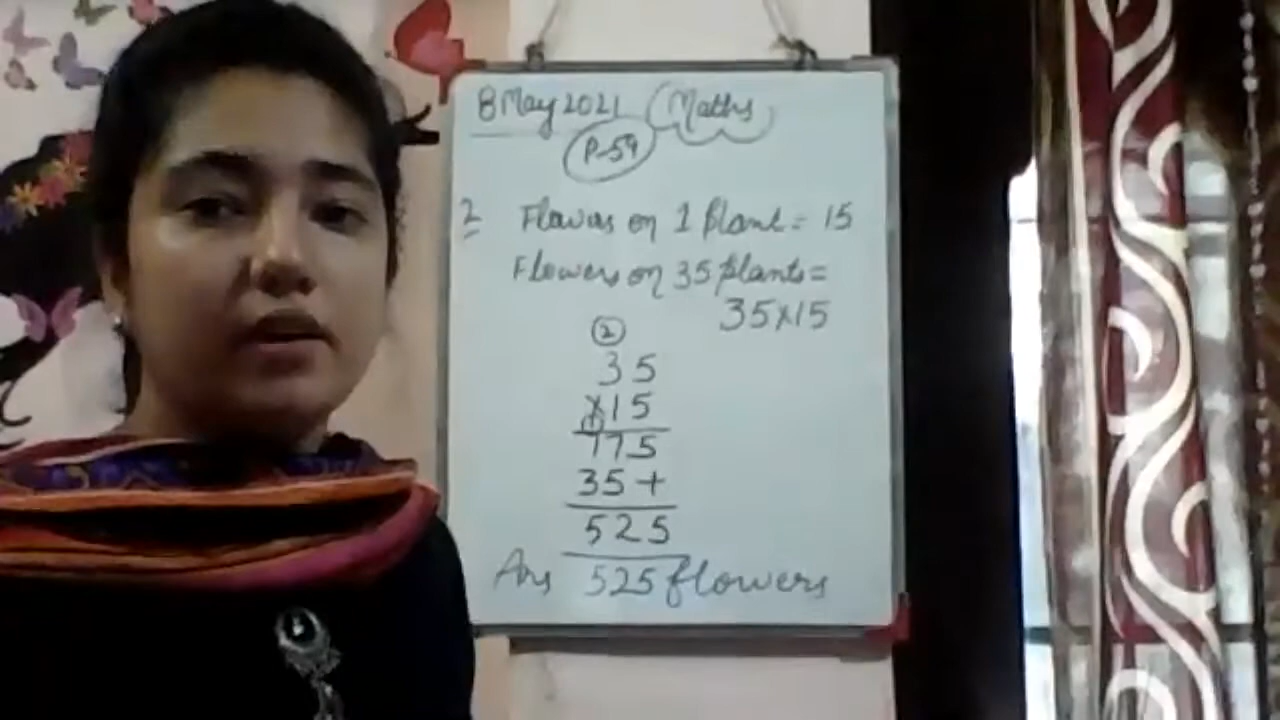 8 May 2021 Maths
P-59
2 Flowers on 1 plant = 15
Flowers on 35 plants =
35x15
2
35
x15
175
35+
525
Ans 525 flowers